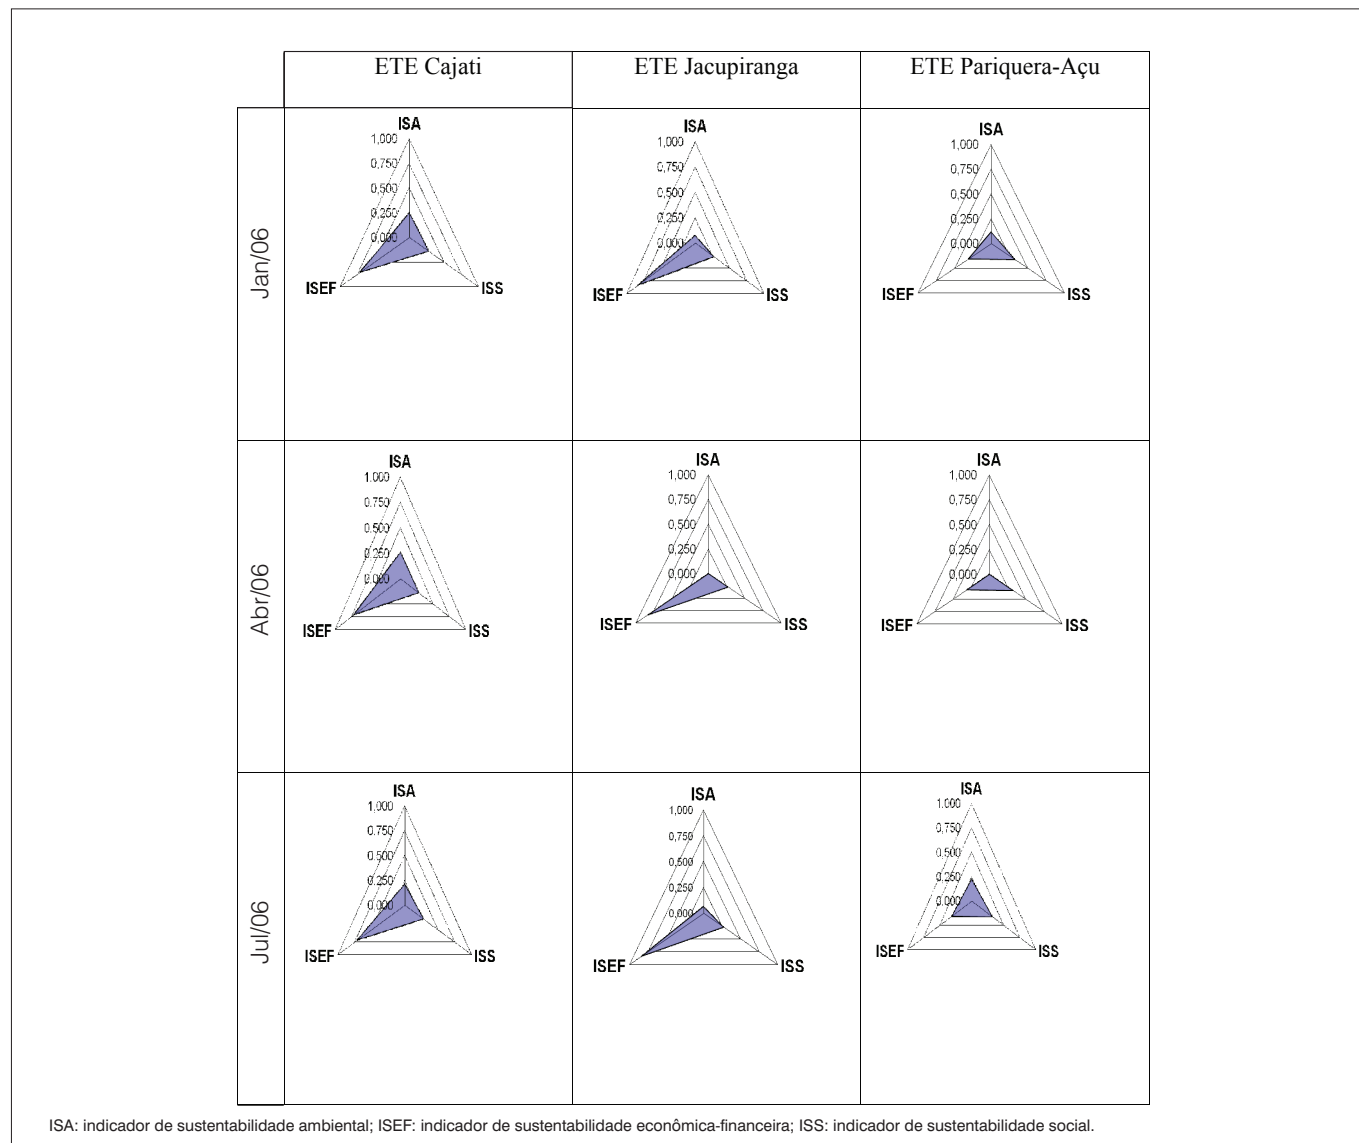 ETE Cajati ETE Jacupiranga ETE Pariquera-Açu
Jan/06
ISA
1,000
0,750
0,500
0,250
0,000
ISEF ISS
ISA
1,000
0,750
0,500
0,250
0,000
ISEF ISS
ISA
1,000
0,750
0,500
0,250
0,000
ISEF ISS
Abr/06
ISA
1,000
0,750
0,500
0,250
0,000
ISEF ISS
ISA
1,000
0,750
0,500
0,250
0,000
ISEF ISS
ISA
1,000
0,750
0,500
0,250
0,000
ISEF ISS
Jul/06
ISA
1,000
0,750
0,500
0,250
0,000
ISEF ISS
ISA
1,000
0,750
0,500
0,250
0,000
ISEF ISS
ISA
1,000
0,750
0,500
0,250
0,000
ISEF ISS
ISA: indicador de sustentabilidade ambiental; ISEF: indicador de sustentabilidade econômica-financeira; ISS: indicador de sustentabilidade social.